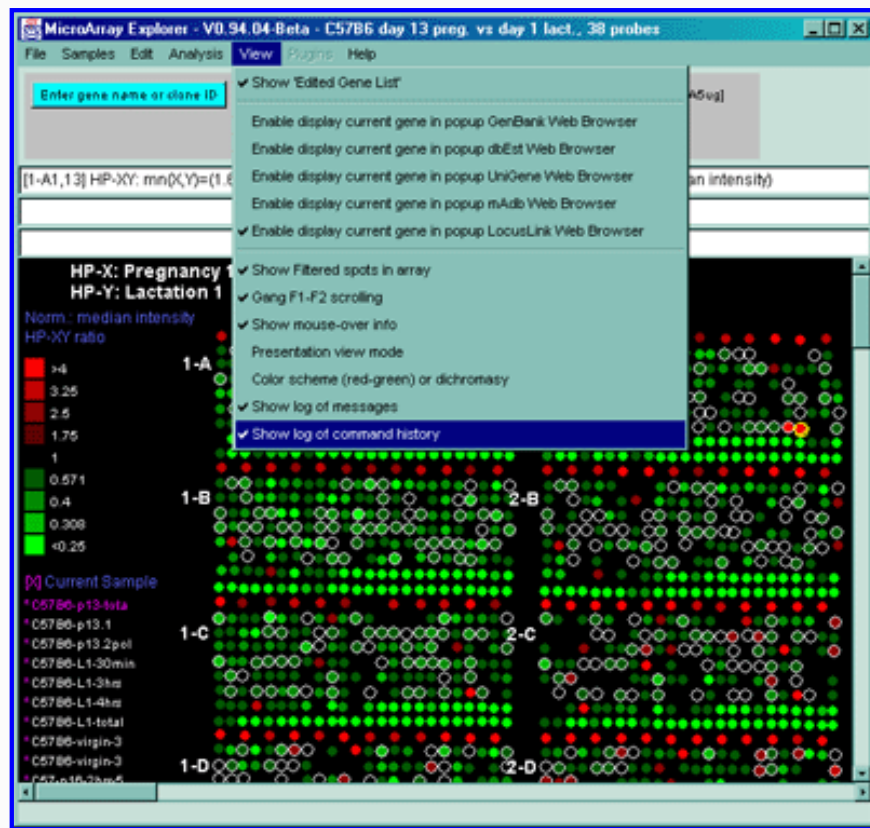 MicroArray Explorer - V0.94.04-Beta - C57B6 day 13 preg. vs day 1 lact., 38 probes
File Samples Edit Analysis View Plugins Help
Enter gene name or clone ID
Show 'Edited Gene List'
Enable display current gene in popup GenBank Web Browser
Enable display current gene in popup dbEst Web Browser
Enable display current gene in popup UniGene Web Browser
Enable display current gene in popup mAdb Web Browser
Enable display current gene in popup LocusLink Web Browser
Show Filtered spots in array
Gang F1-F2 scrolling
Show mouse-over info
Presentation view mode
Color scheme (red-green) or dichromasy
Show log of messages
Show log of command history
[1-A1,13] HP-XY: mn(X,Y)=(1.6
an intensity)
HP-X: Pregnancy 1
HP-Y: Lactation 1
Norm.: median intensity
HP-XY ratio
>4
3.25
2.5
1.75
1
0.571
0.4
0.308
<0.25
1-A
1-B 2-B
1-C 2-C
1-D 2-D
[X] Current Sample
*C57B6-p13-tota
*C57B6-p13.1
*C57B6-p13.2pol
*C57B6-L1-30min
*C57B6-L1-3hrs
*C57B6-L1-4hrs
*C57B6-L1-total
*C57B6-virgin-3
*C57B6-virgin-3